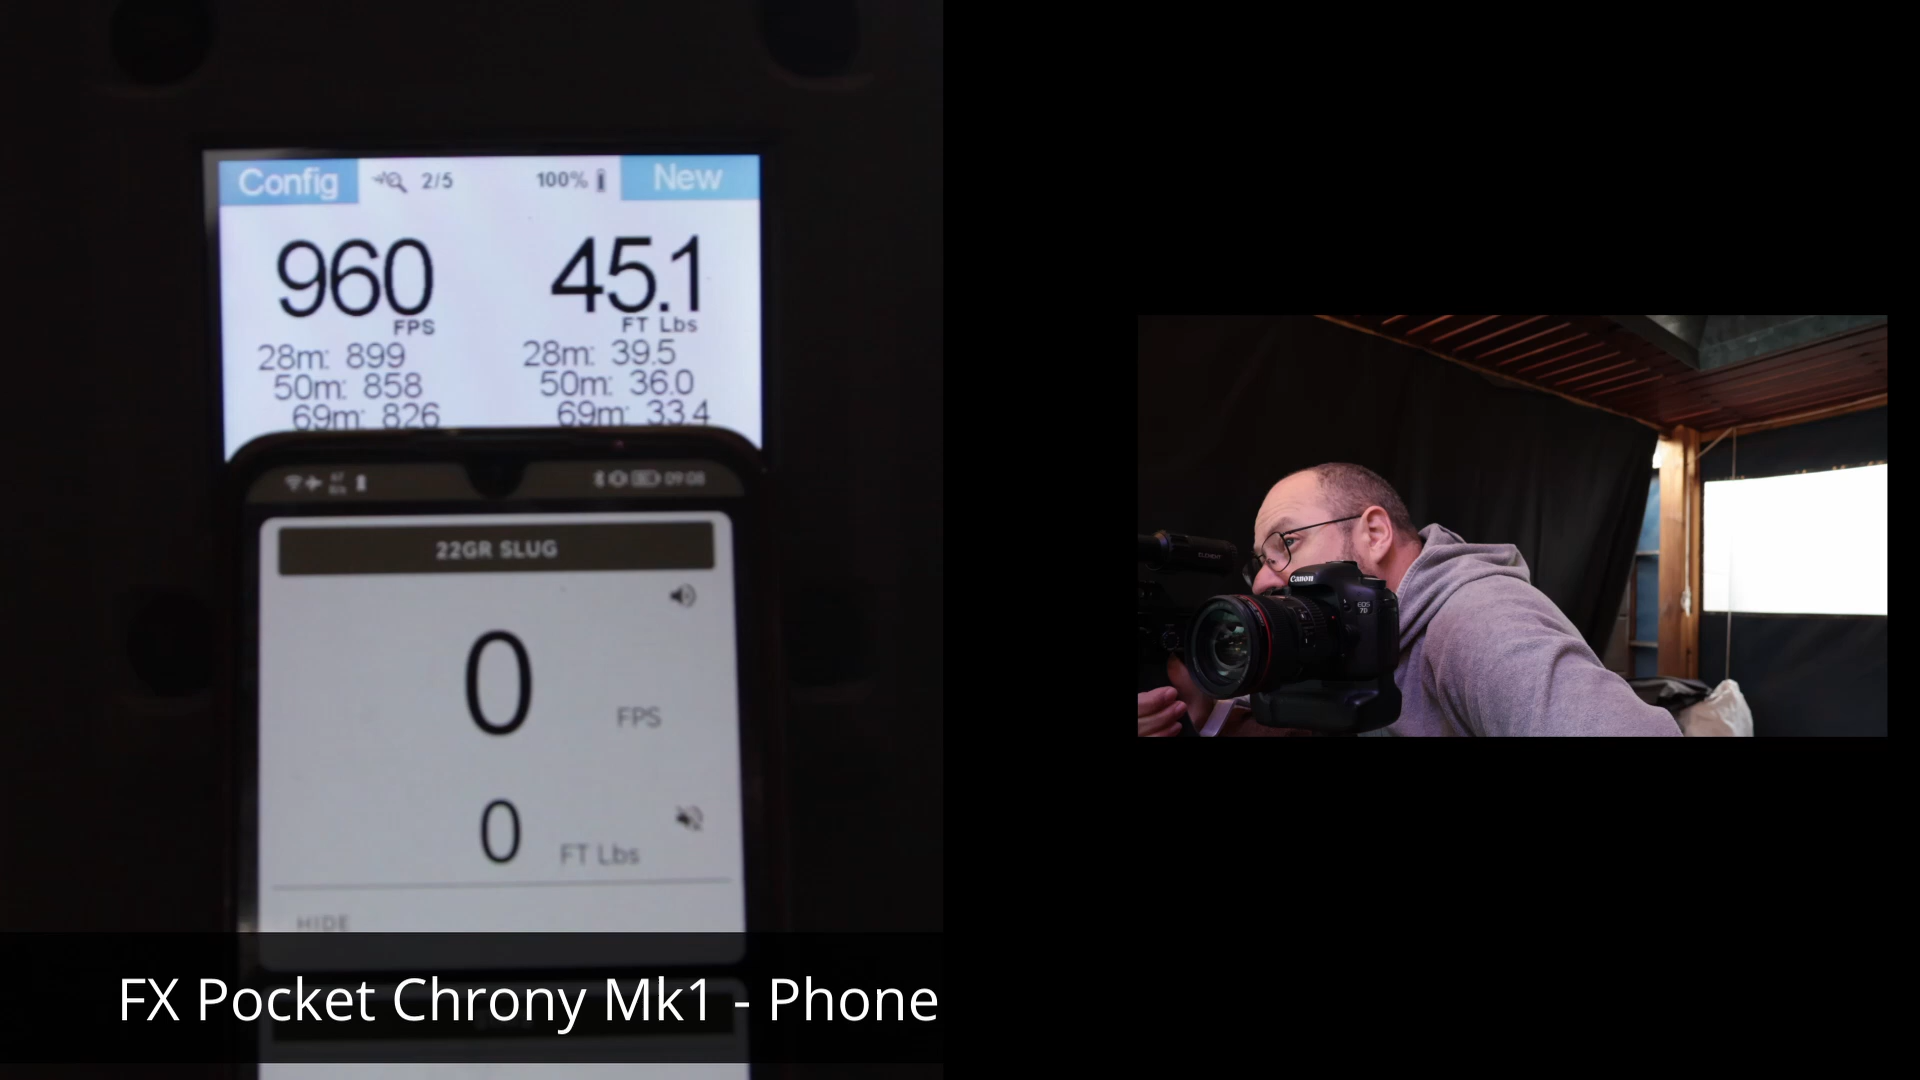 Config 2/5 100% New
960 45.1
FPS FT Lbs
28m: 899 28m: 39.5
50m: 858 50m: 36.0
69m: 826 69m: 33.4
09:08
22GR SLUG
0
FPS
0
FT Lbs
HIDE
FX Pocket Chrony Mk1 - Phone
Canon
EOS
7D